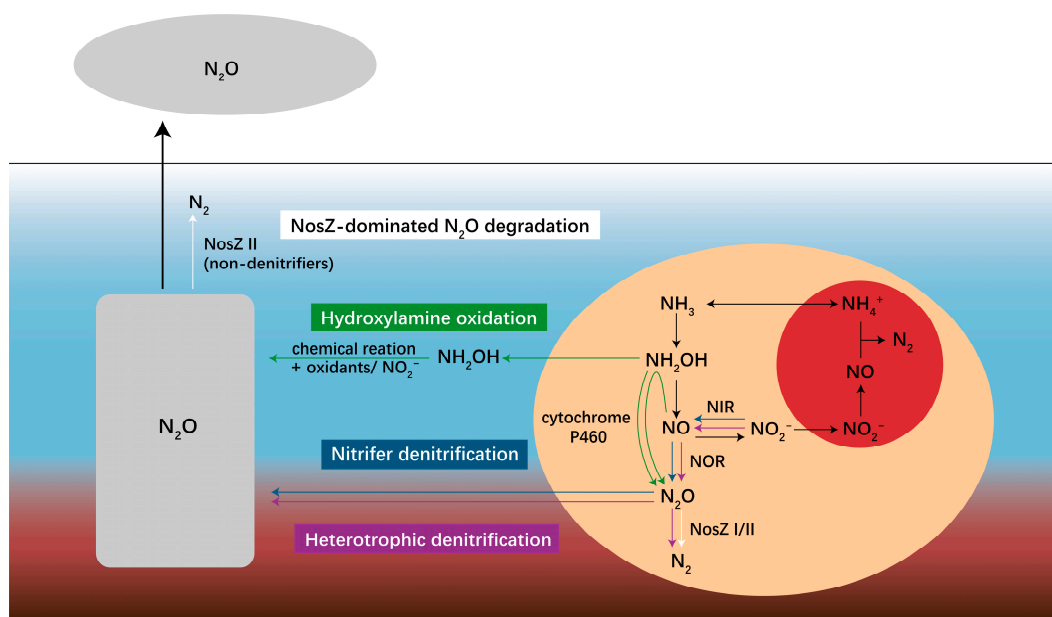 N₂O
N₂
NosZ II
(non-denitrifiers)
NosZ-dominated N₂O degradation
Hydroxylamine oxidation
chemical reation
+ oxidants/ NO₂⁻
NH₂OH
N₂O
Nitrifer denitrification
Heterotrophic denitrification
NH₃
NH₂OH
cytochrome
P460
NO
NIR
NO₂⁻
NOR
N₂O
NosZ I/II
N₂
NH₄⁺
N₂
NO
NO₂⁻